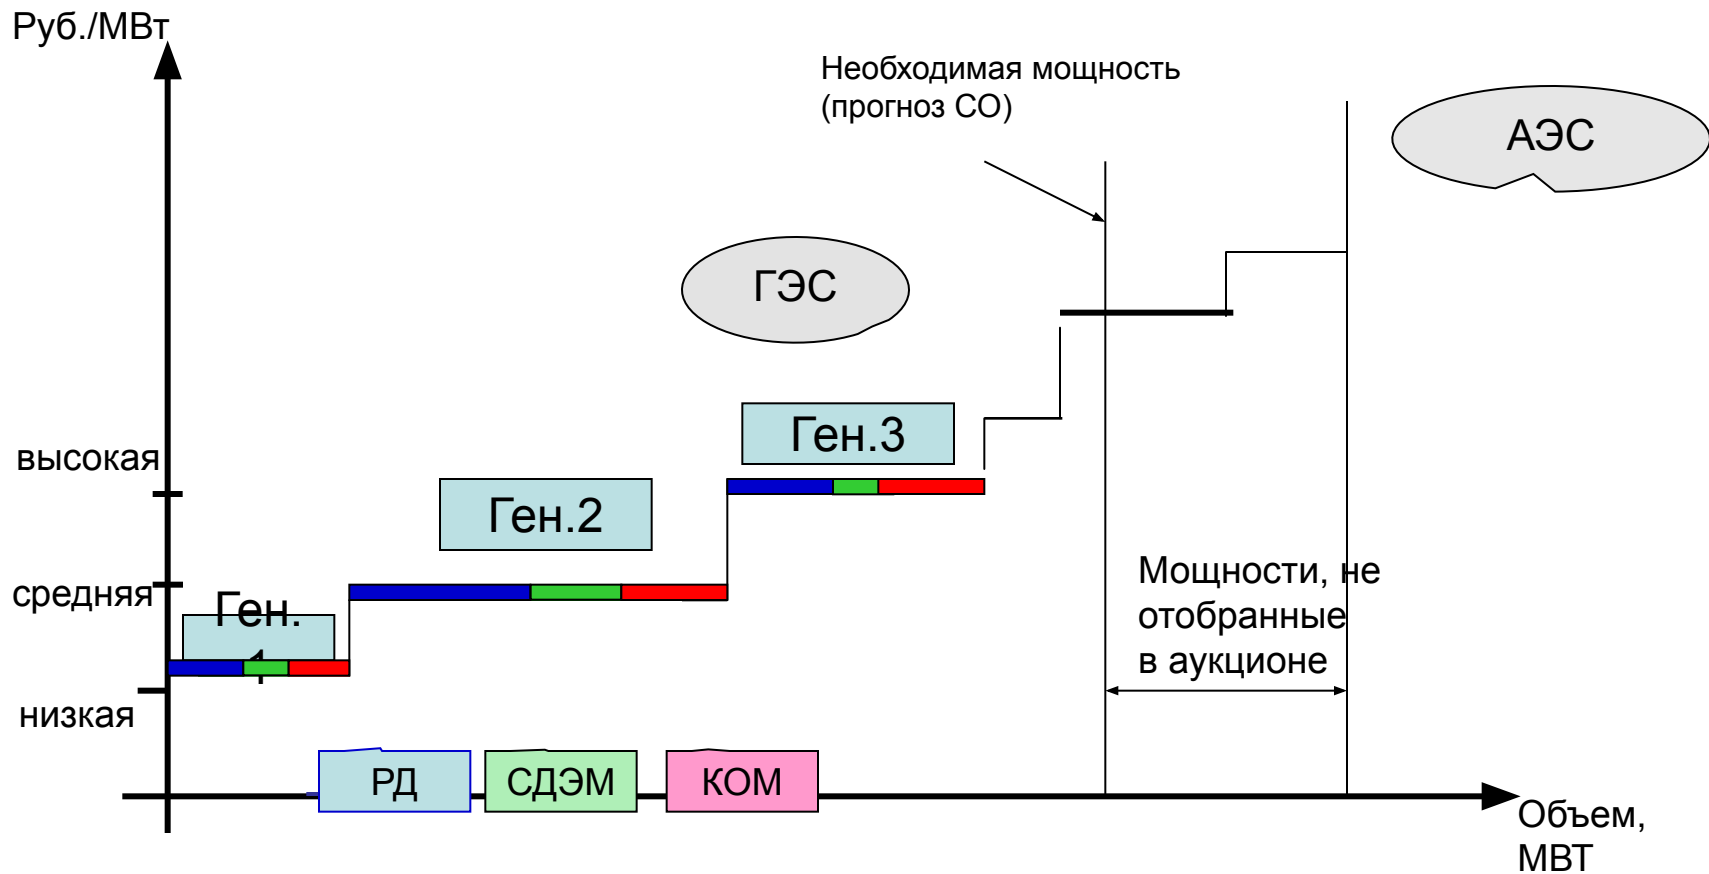 Руб./МВт
Необходимая мощность
(прогноз СО)
АЭС
ГЭС
Ген.3
высокая
Ген.2
Мощности, не
отобранные
в аукционе
средняя
Ген.
1
низкая
РД
СДЭМ
КОМ
Объем,
МВТ